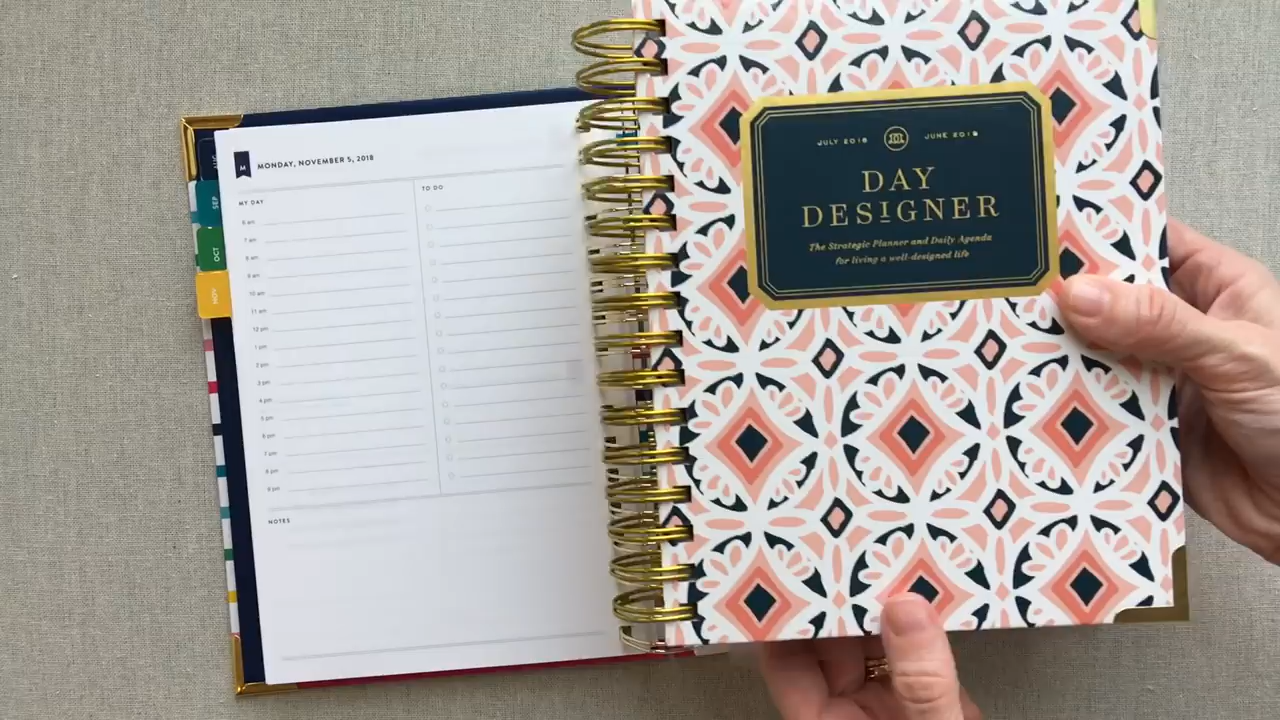 AUG
SEP
OCT
NOV
M
MONDAY, NOVEMBER 5, 2018
MY DAY
6 am
7 am
8 am
9 am
10 am
11 am
12 pm
1 pm
2 pm
3 pm
4 pm
5 pm
6 pm
7 pm
8 pm
9 pm
TO DO
NOTES
JULY 2018
JUNE 2019
DAY
DESIGNER
The Strategic Planner and Daily Agenda
for living a well-designed life